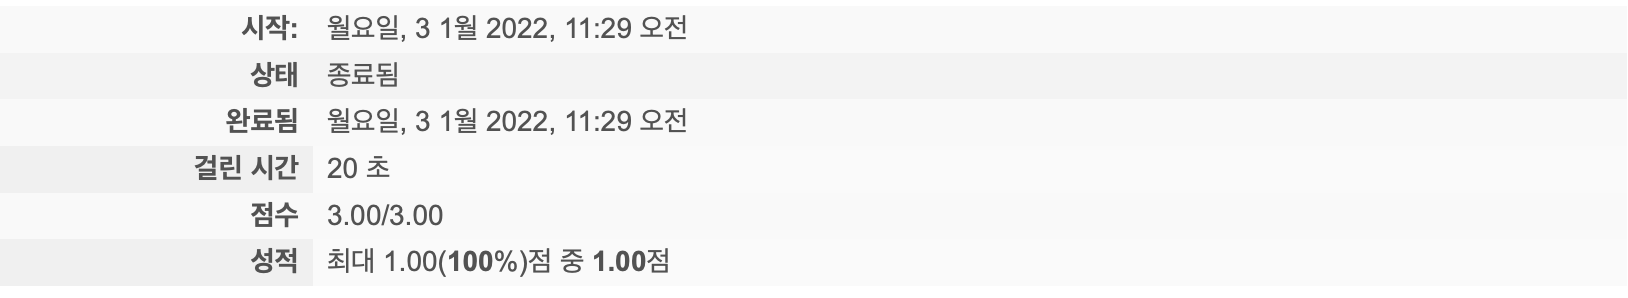 시작: 월요일, 3 1월 2022, 11:29 오전
상태 종료됨
완료됨 월요일, 3 1월 2022, 11:29 오전
걸린 시간 20 초
점수 3.00/3.00
성적 최대 1.00(100%)점 중 1.00점